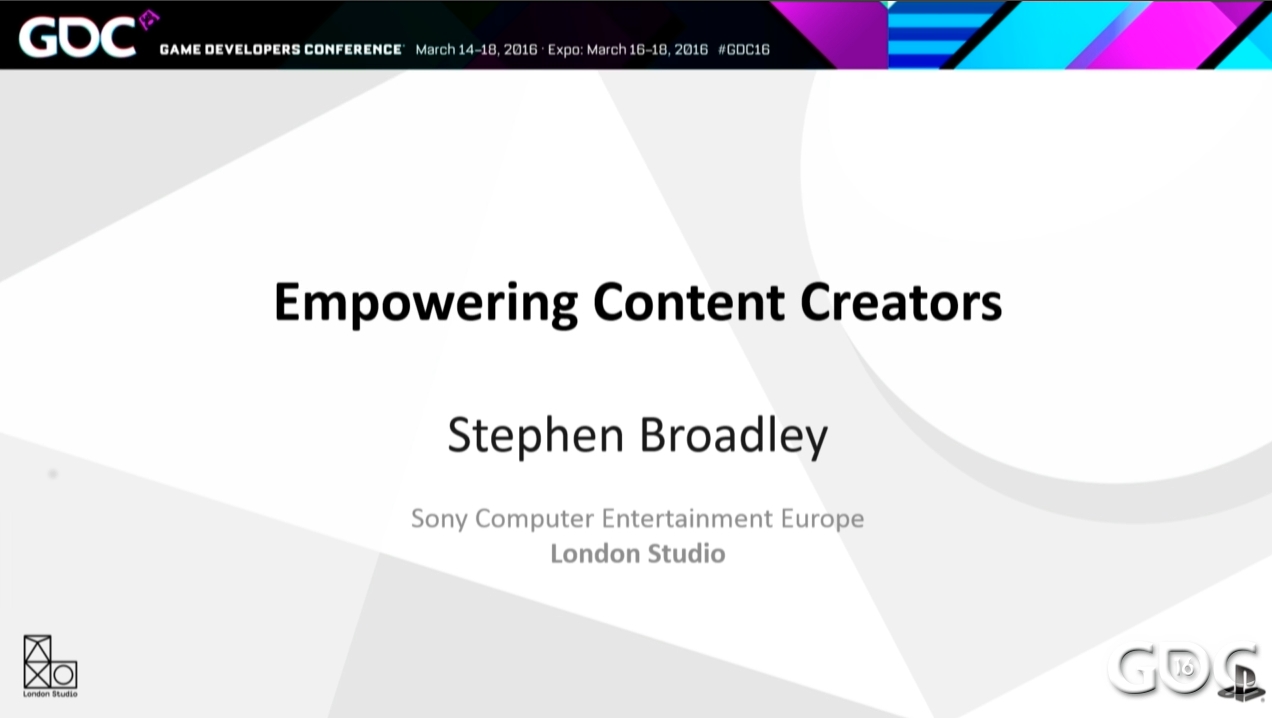 GDC
GAME DEVELOPERS CONFERENCE March 14–18, 2016 · Expo: March 16–18, 2016 #GDC16
Empowering Content Creators
Stephen Broadley
Sony Computer Entertainment Europe
London Studio
London Studio
GDC
16